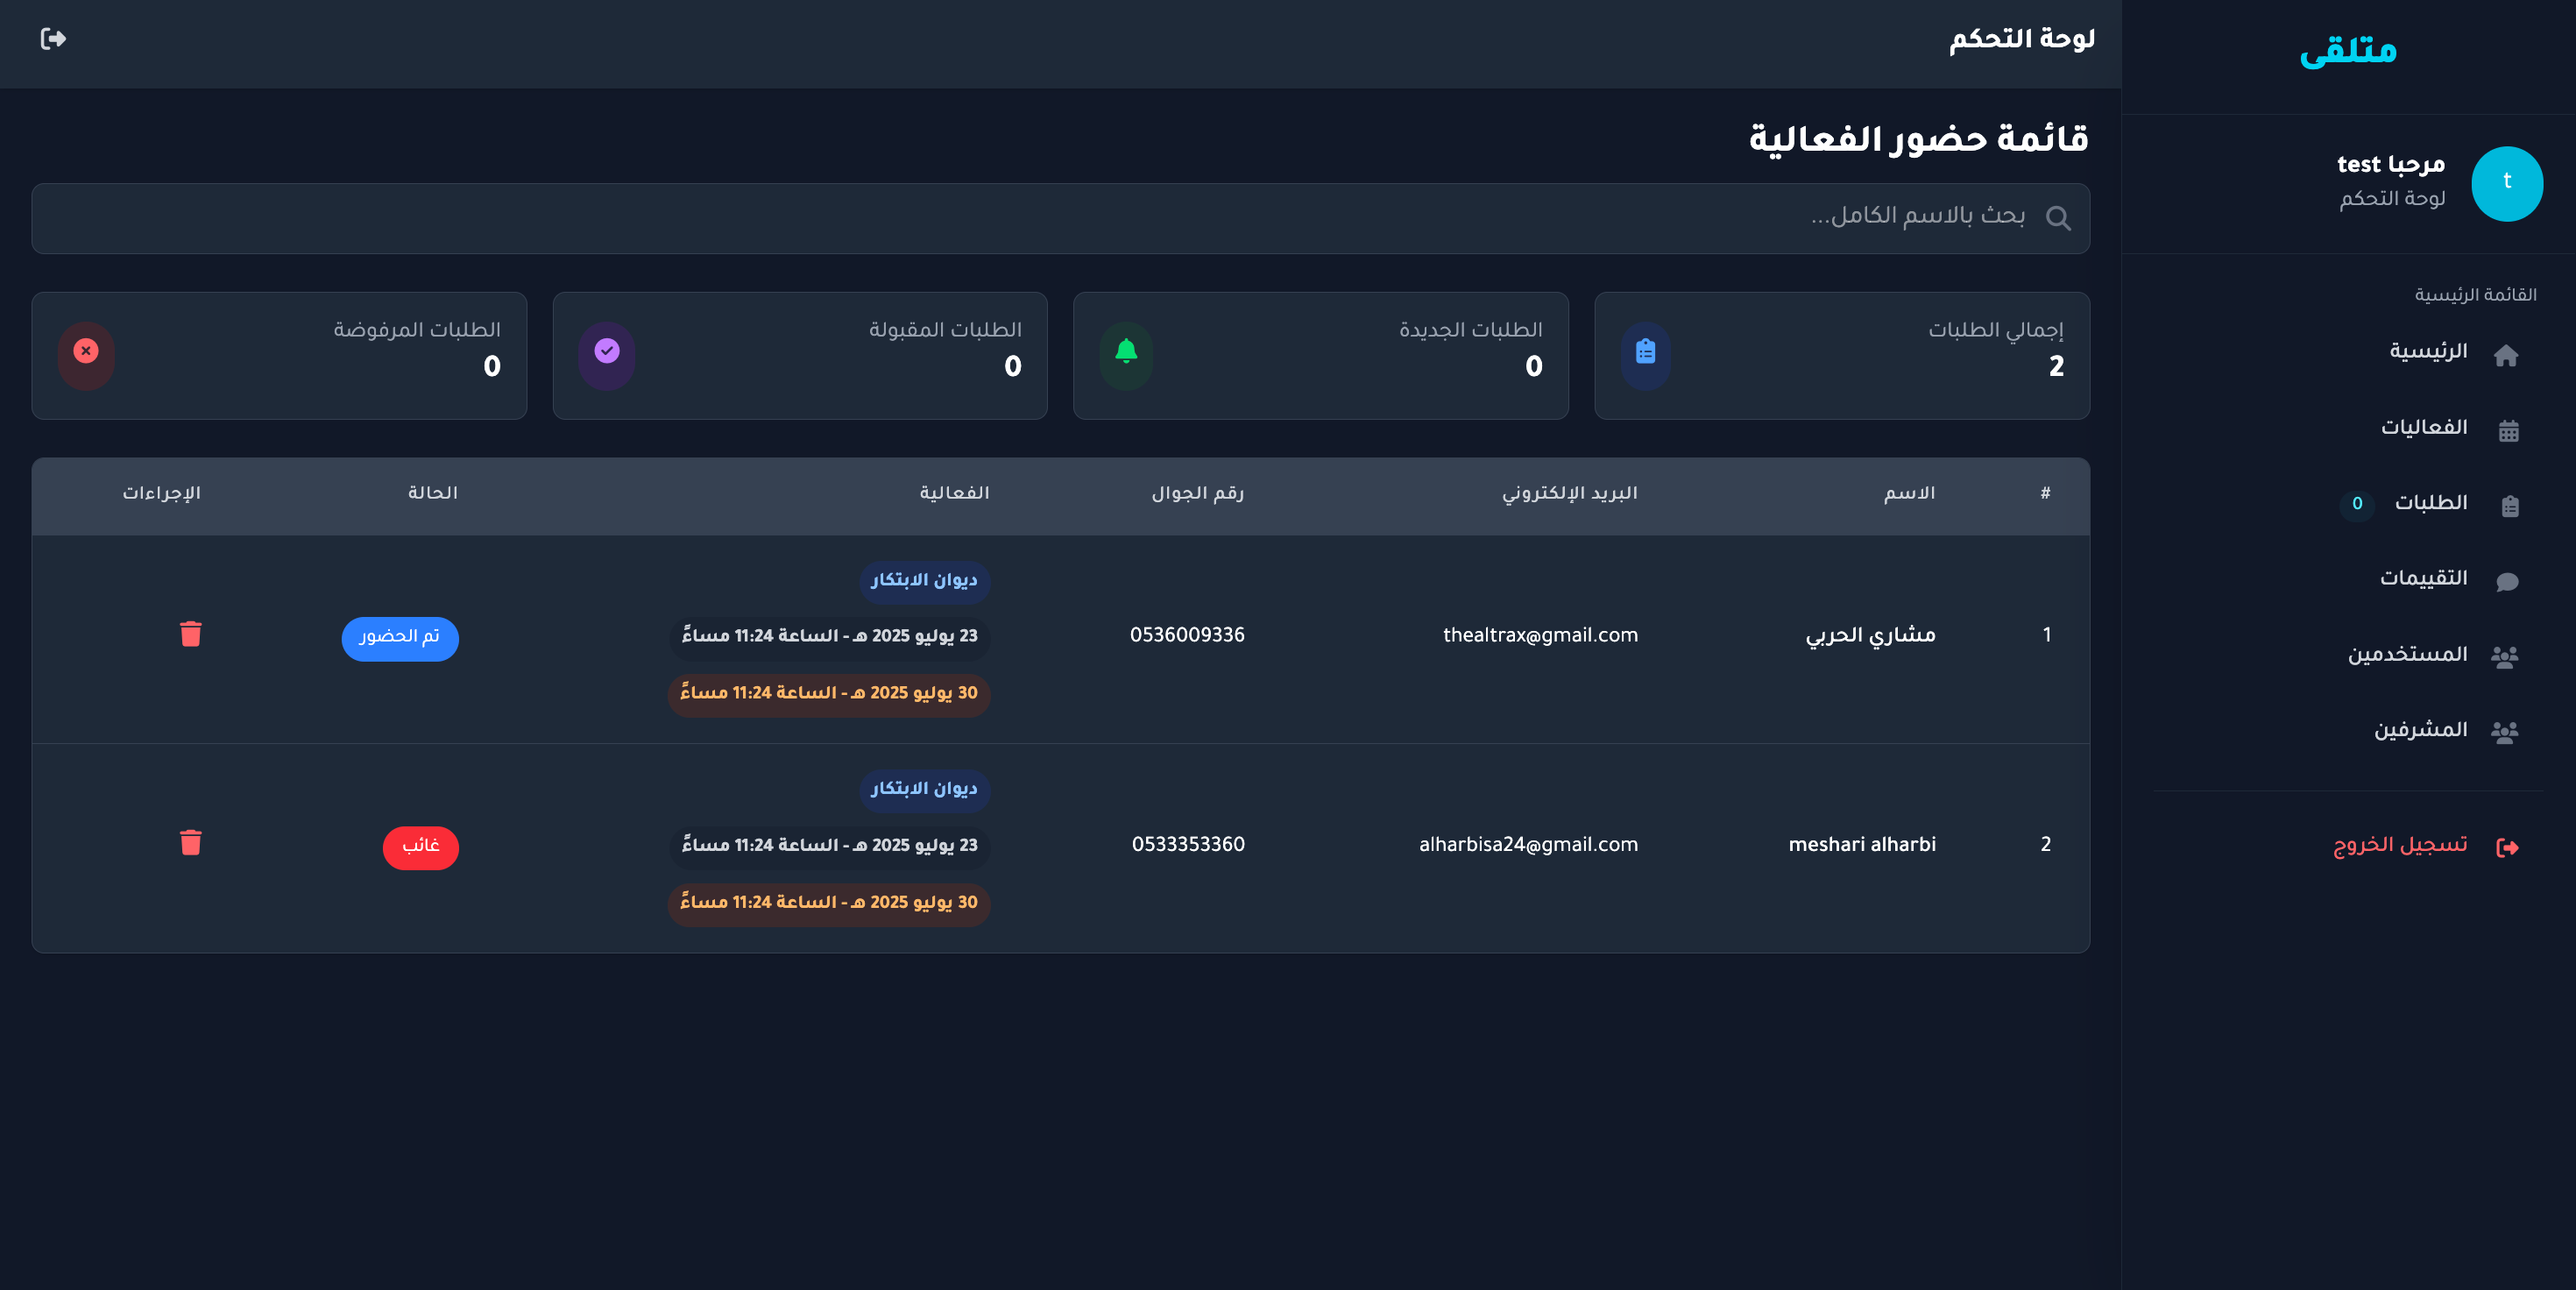 متلقى
مرحبا test
لوحة التحكم
t
القائمة الرئيسية
الرئيسية
الفعاليات
الطلبات 0
التقييمات
المستخدمين
المشرفين
تسجيل الخروج
لوحة التحكم
قائمة حضور الفعالية
بحث بالاسم الكامل...
إجمالي الطلبات
2
الطلبات الجديدة
0
الطلبات المقبولة
0
الطلبات المرفوضة
0
# الاسم البريد الإلكتروني رقم الجوال الفعالية الحالة الإجراءات
ديوان الابتكار
1 مشاري الحربي thealtrax@gmail.com 0536009336 23 يوليو 2025 هـ - الساعة 11:24 مساءً تم الحضور
30 يوليو 2025 هـ - الساعة 11:24 مساءً
ديوان الابتكار
2 meshari alharbi alharbisa24@gmail.com 0533353360 23 يوليو 2025 هـ - الساعة 11:24 مساءً غائب
30 يوليو 2025 هـ - الساعة 11:24 مساءً